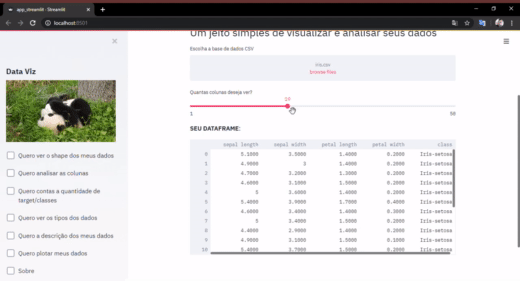 app_streamlit · Streamlit
localhost:8501
Um jeito simples de visualizar e analisar seus dados
Escolha a base de dados CSV
browse files
Quantas colunas deseja ver?
1
50
SEU DATAFRAME:
sepal length sepal width petal length petal width class
0 5.1000 3.5000 1.4000 0.2000 Iris-setosa
1 4.9000 3 1.4000 0.2000 Iris-setosa
2 4.7000 3.2000 1.3000 0.2000 Iris-setosa
3 4.6000 3.1000 1.5000 0.2000 Iris-setosa
4 5 3.6000 1.4000 0.2000 Iris-setosa
5 5.4000 3.9000 1.7000 0.4000 Iris-setosa
6 4.6000 3.4000 1.4000 0.3000 Iris-setosa
7 5 3.4000 1.5000 0.2000 Iris-setosa
8 4.4000 2.9000 1.4000 0.2000 Iris-setosa
9 4.9000 3.1000 1.5000 0.1000 Iris-setosa
10 5.4000 3.7000 1.5000 0.2000 Iris-setosa
Data Viz
Quero ver o shape dos meus dados
Quero analisar as colunas
Quero contas a quantidade de
target/classes
Quero ver os tipos dos dados
Quero a descrição dos meus dados
Quero plotar meus dados
Sobre